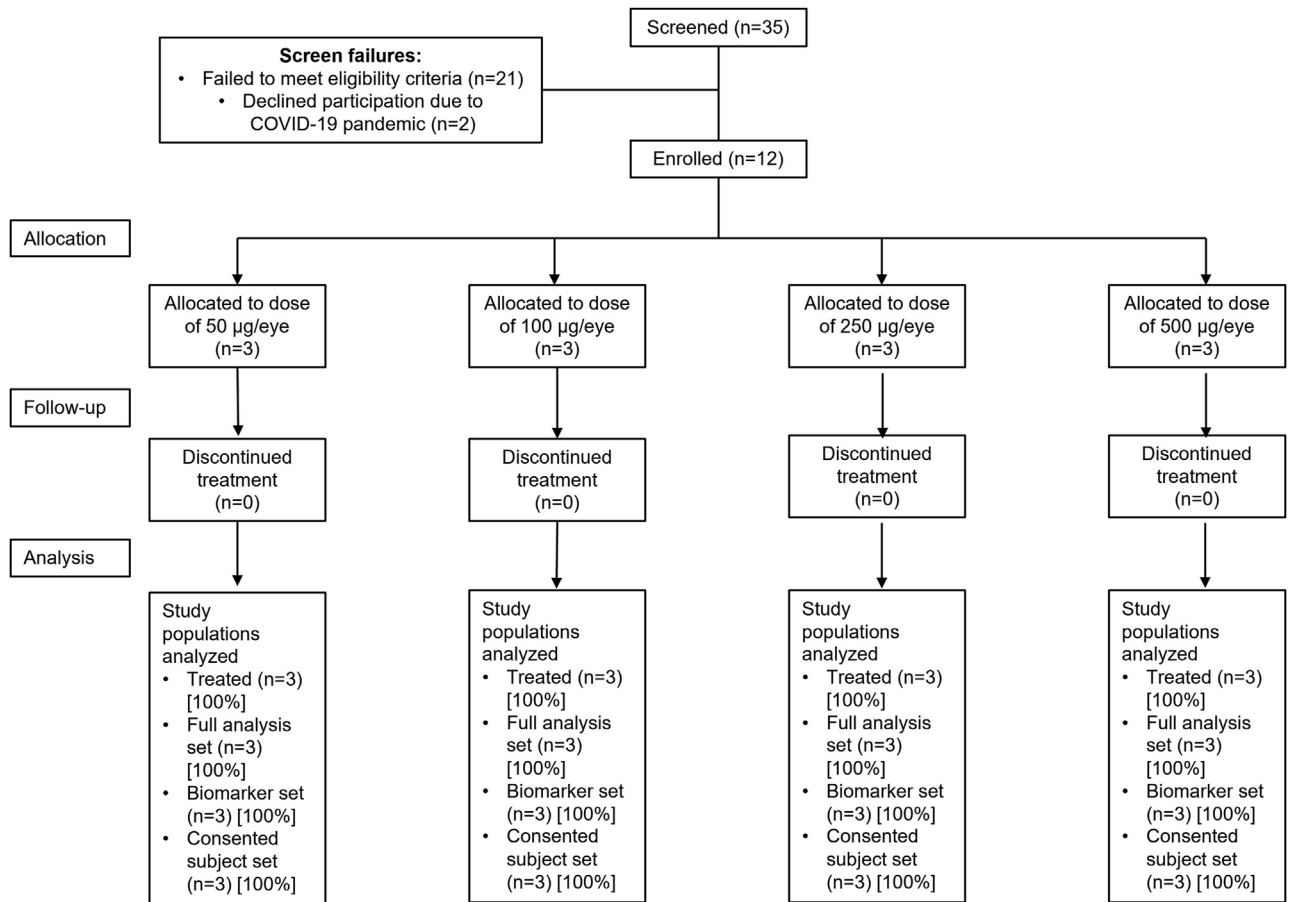 Screened (n=35)
Screen failures:
• Failed to meet eligibility criteria (n=21)
• Declined participation due to
COVID-19 pandemic (n=2)
Enrolled (n=12)
Allocation
Allocated to dose
of 50 µg/eye
(n=3)
Allocated to dose
of 100 µg/eye
(n=3)
Allocated to dose
of 250 µg/eye
(n=3)
Allocated to dose
of 500 µg/eye
(n=3)
Follow-up
Discontinued
treatment
(n=0)
Discontinued
treatment
(n=0)
Discontinued
treatment
(n=0)
Discontinued
treatment
(n=0)
Analysis
Study
populations
analyzed
• Treated (n=3)
[100%]
• Full analysis
set (n=3)
[100%]
• Biomarker set
(n=3) [100%]
• Consented
subject set
(n=3) [100%]
Study
populations
analyzed
• Treated (n=3)
[100%]
• Full analysis
set (n=3)
[100%]
• Biomarker set
(n=3) [100%]
• Consented
subject set
(n=3) [100%]
Study
populations
analyzed
• Treated (n=3)
[100%]
• Full analysis
set (n=3)
[100%]
• Biomarker set
(n=3) [100%]
• Consented
subject set
(n=3) [100%]
Study
populations
analyzed
• Treated (n=3)
[100%]
• Full analysis
set (n=3)
[100%]
• Biomarker set
(n=3) [100%]
• Consented
subject set
(n=3) [100%]